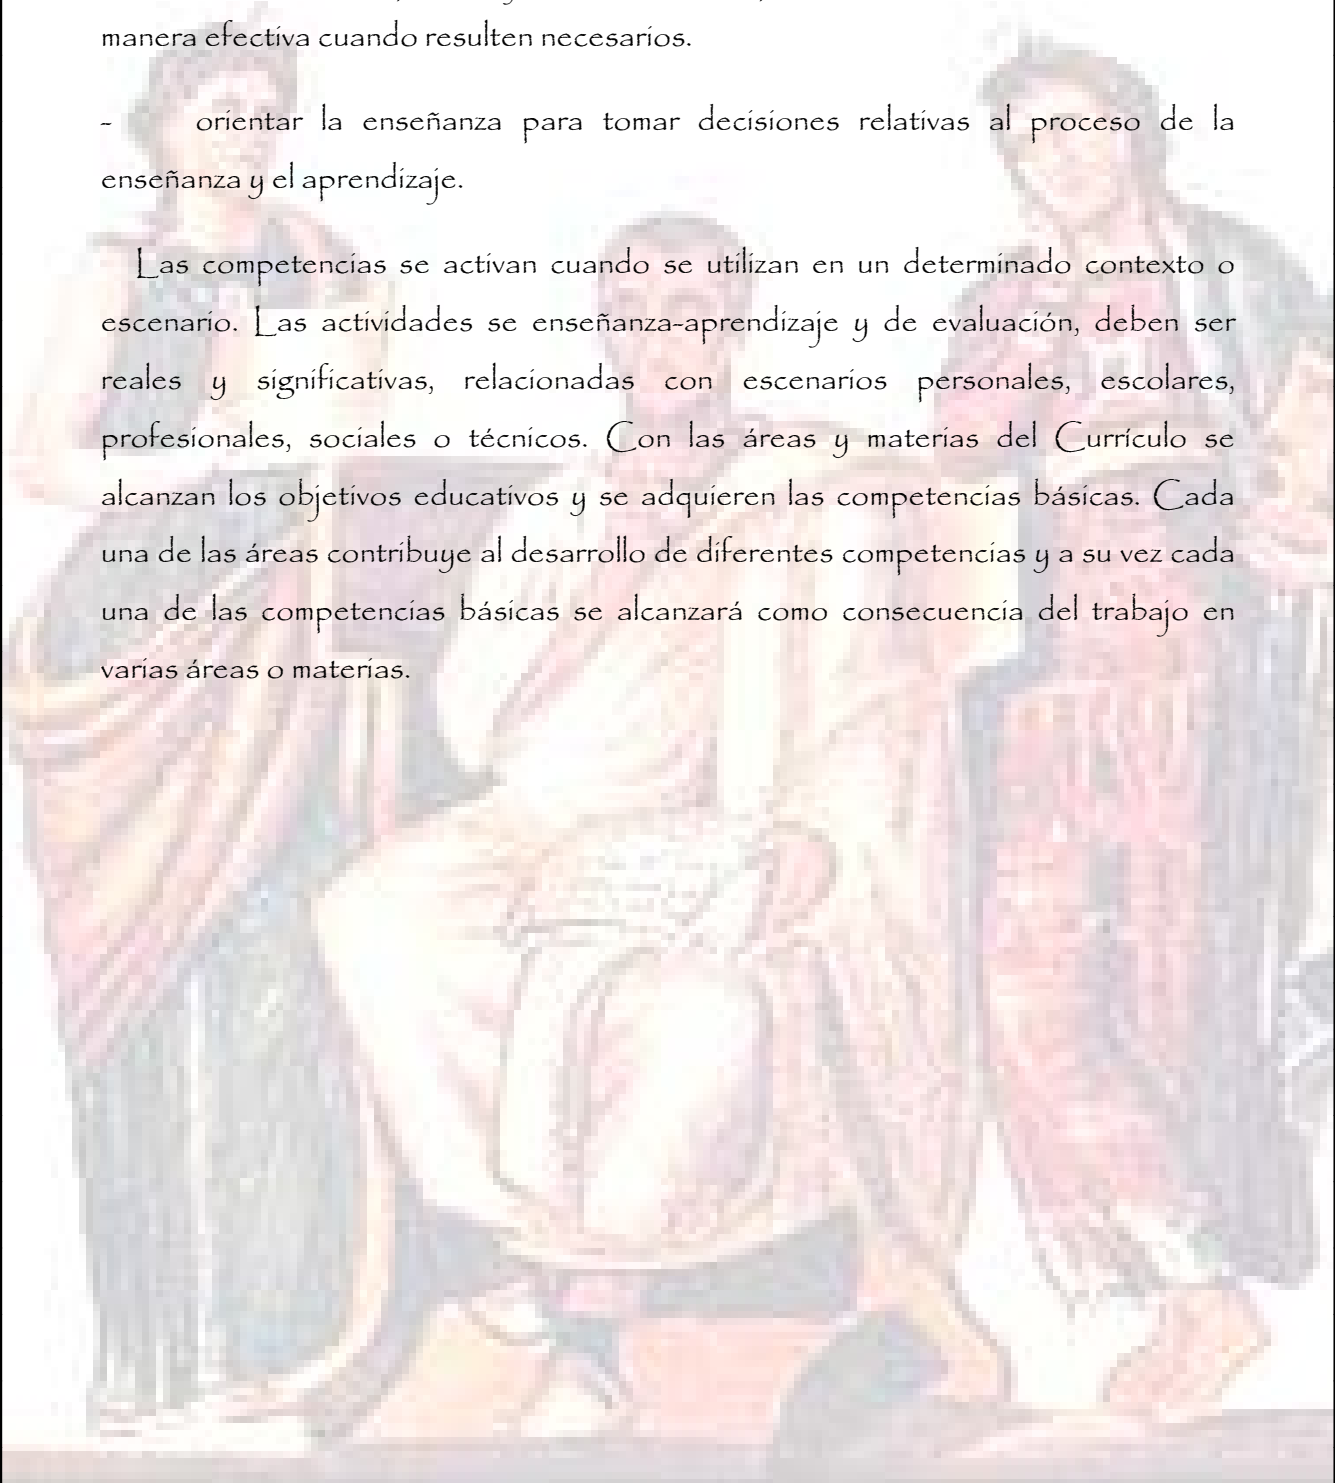 manera efectiva cuando resulten necesarios.
- orientar la enseñanza para tomar decisiones relativas al proceso de la
enseñanza y el aprendizaje.
Las competencias se activan cuando se utilizan en un determinado contexto o
escenario. Las actividades se enseñanza-aprendizaje y de evaluación, deben ser
reales y significativas, relacionadas con escenarios personales, escolares,
profesionales, sociales o técnicos. Con las áreas y materias del Currículo se
alcanzan los objetivos educativos y se adquieren las competencias básicas. Cada
una de las áreas contribuye al desarrollo de diferentes competencias y a su vez cada
una de las competencias básicas se alcanzará como consecuencia del trabajo en
varias áreas o materias.